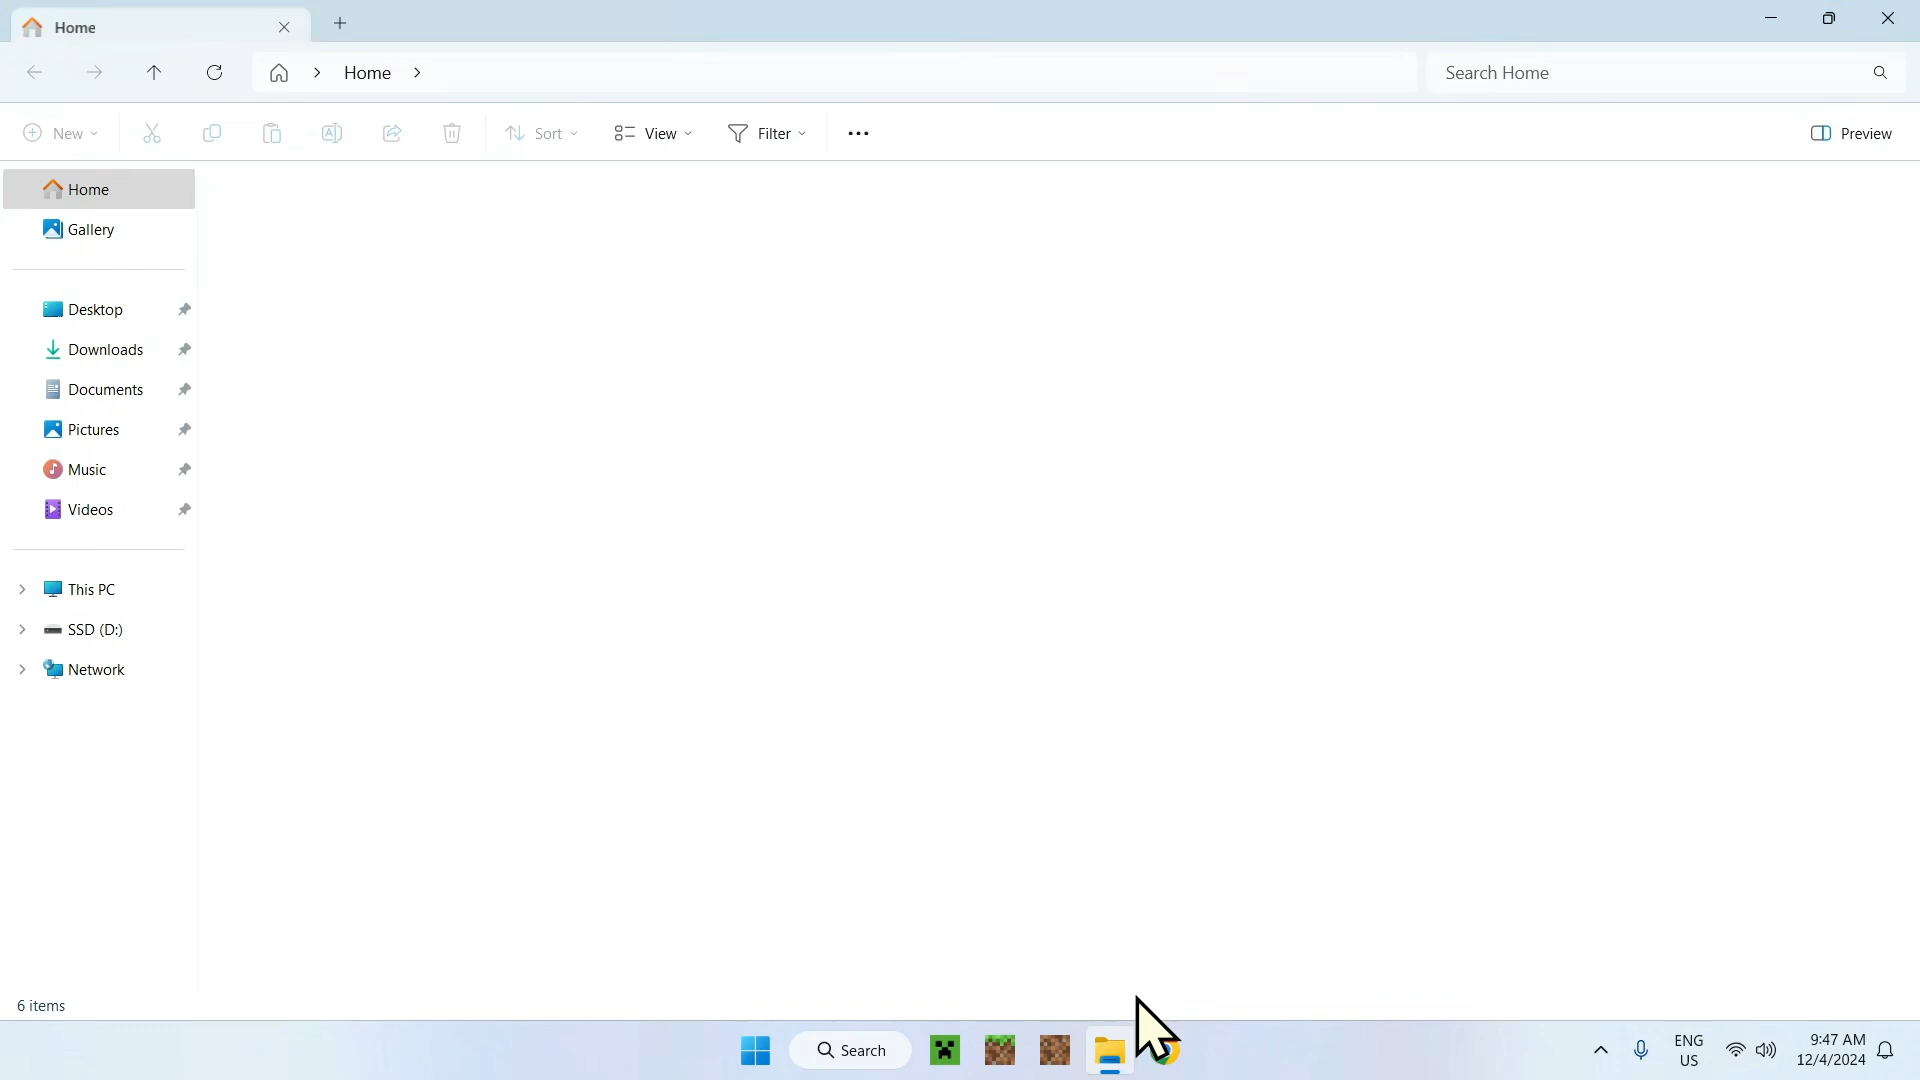 Home
Home
Search Home
New
Sort
View
Filter
Preview
Home
Gallery
Desktop
Downloads
Documents
Pictures
Music
Videos
This PC
SSD (D:)
Network
6 items
Search
ENG
US
9:47 AM
12/4/2024